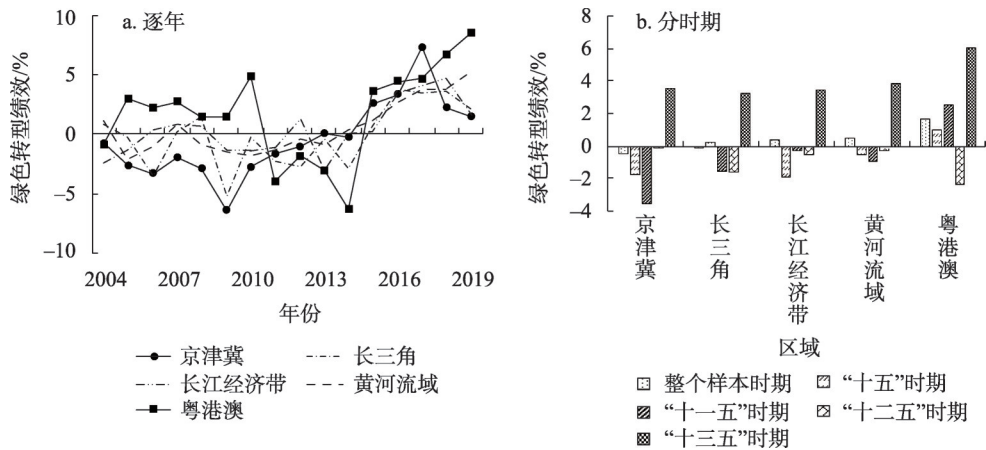 a. 逐年
绿色转型绩效/%
10
5
0
−5
−10
2004 2007 2010 2013 2016 2019
年份
京津冀
长三角
长江经济带
黄河流域
粤港澳
b. 分时期
绿色转型绩效/%
8
6
4
2
0
−2
−4
京津冀
长三角
长江经济带
黄河流域
粤港澳
区域
整个样本时期
“十五”时期
“十一五”时期
“十二五”时期
“十三五”时期